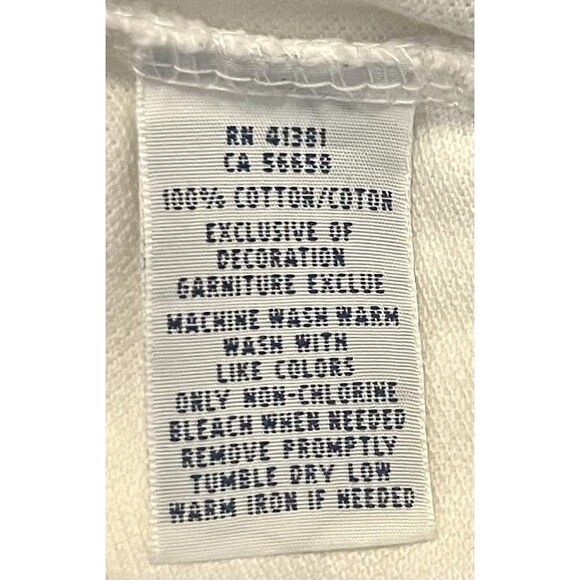 RN 41381
CA 56658
100% COTTON/COTON
EXCLUSIVE OF
DECORATION
GARNITURE EXCLUE
MACHINE WASH WARM
WASH WITH
LIKE COLORS
ONLY NON-CHLORINE
BLEACH WHEN NEEDED
REMOVE PROMPTLY
TUMBLE DRY LOW
WARM IRON IF NEEDED